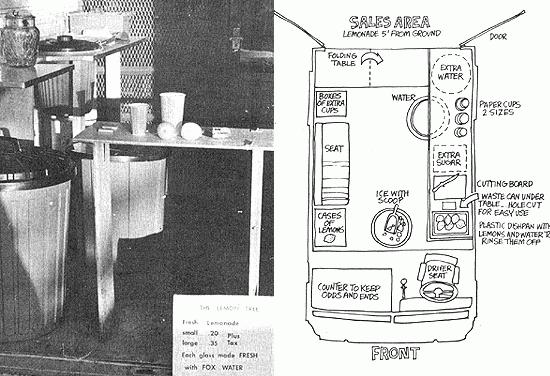 THE LEMON TREE
Fresh Lemonade
small 20 Plus
large 35 Tax
Each glass made FRESH
with FOX WATER
SALES AREA
LEMONADE 5' FROM GROUND
DOOR
FOLDING
TABLE
EXTRA
WATER
BOXES
OF EXTRA
CUPS
WATER
PAPER CUPS
2 SIZES
SEAT
EXTRA
SUGAR
CUTTING BOARD
ICE WITH
SCOOP
WASTE CAN UNDER
TABLE... HOLE CUT
FOR EASY USE
CASES
OF
LEMONS
PLASTIC DISHPAN WITH
LEMONS AND WATER TO
RINSE THEM OFF
DRIVER
SEAT
COUNTER TO KEEP
ODDS AND ENDS
FRONT